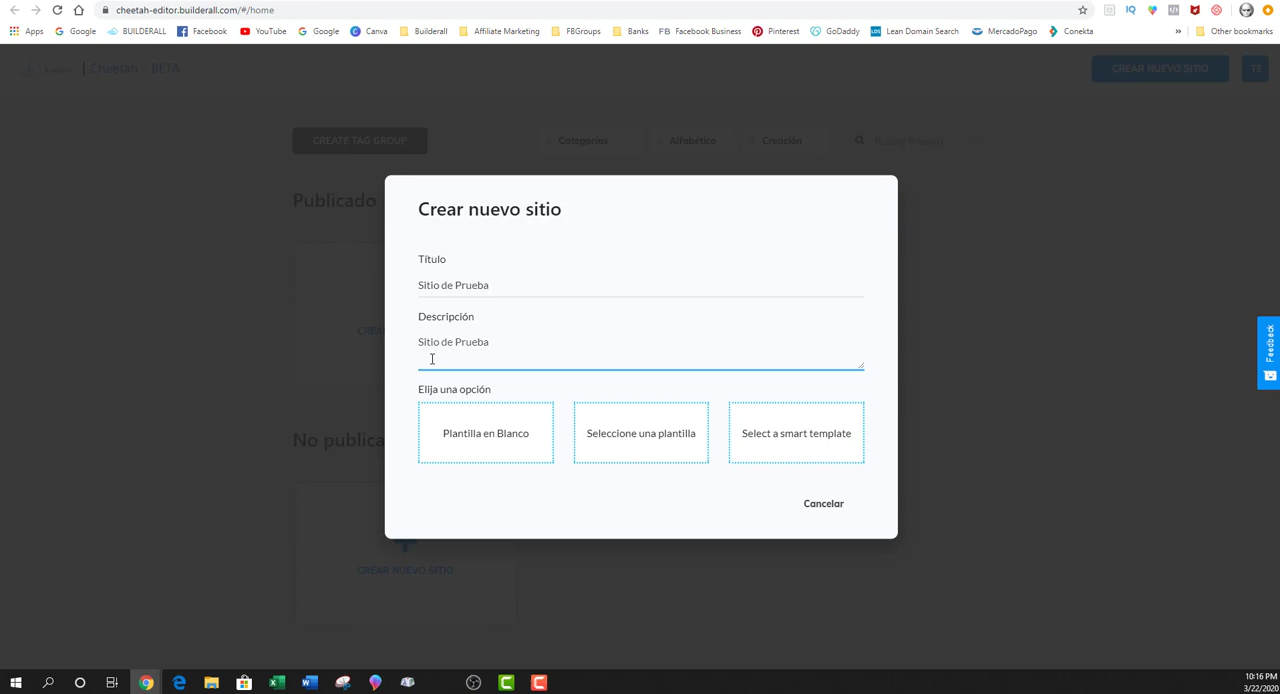 cheetah-editor.builderall.com/#/home
Apps Google BUILDERALL Facebook YouTube Google Canva Builderall Affiliate Marketing FBGroups Banks FB Facebook Business Pinterest GoDaddy Lean Domain Search MercadoPago Conekta » Other bookmarks
| Cheetah - BETA CREAR NUEVO SITIO TE
CREATE TAG GROUP Categorías Alfabético Creación
Publicado
Crear nuevo sitio
Título
Sitio de Prueba
Descripción
Sitio de Prueba
Elija una opción
Plantilla en Blanco Seleccione una plantilla Select a smart template
Cancelar
Feedback
No publica
CREAR NUEVO SITIO
10:16 PM
3/22/2020